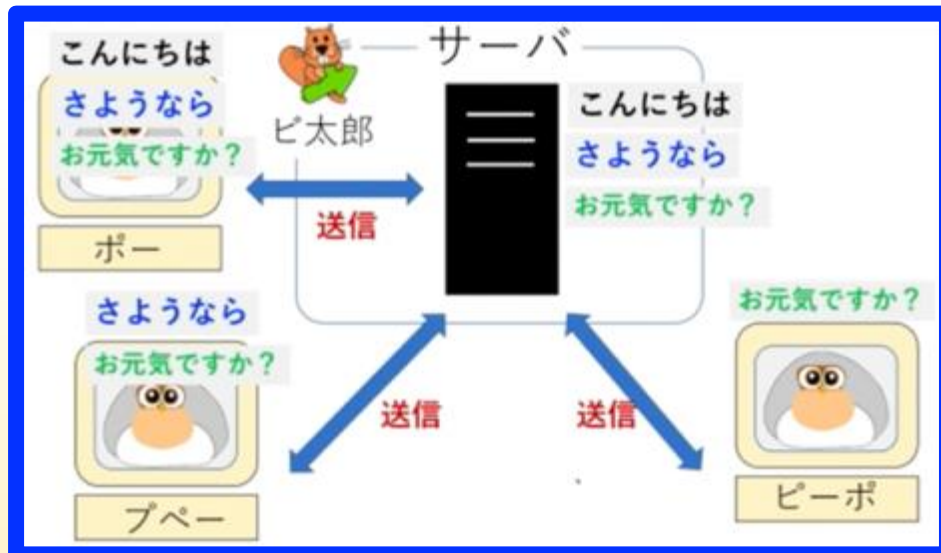 こんにちは
さようなら
お元気ですか？
ポー
ビ太郎
サーバ
こんにちは
さようなら
お元気ですか？
送信
さようなら
お元気ですか？
プペー
送信
送信
お元気ですか？
ピーポ